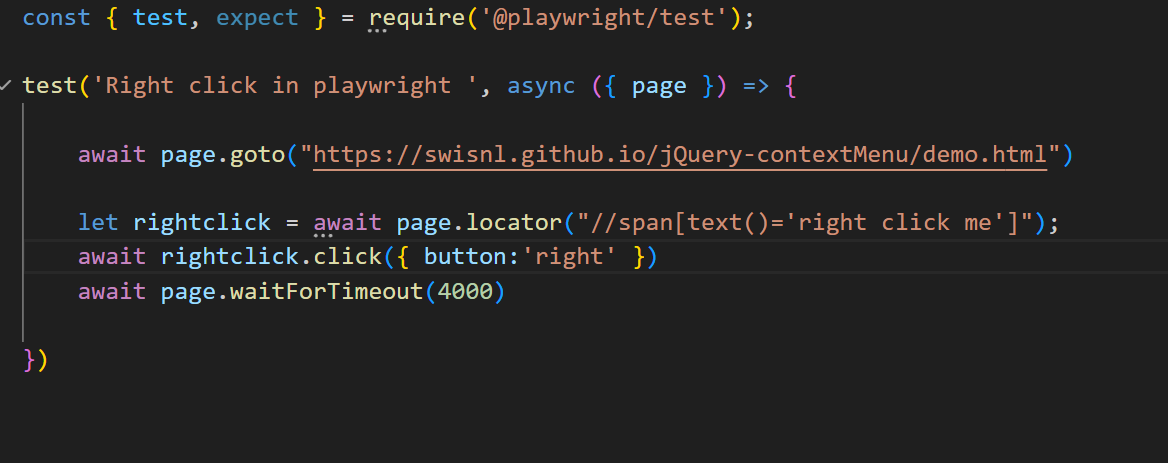 const { test, expect } = require('@playwright/test');
test('Right click in playwright ', async ({ page }) => {
await page.goto("https://swisnl.github.io/jQuery-contextMenu/demo.html")
let rightclick = await page.locator("//span[text()='right click me']");
await rightclick.click({ button:'right' })
await page.waitForTimeout(4000)
})